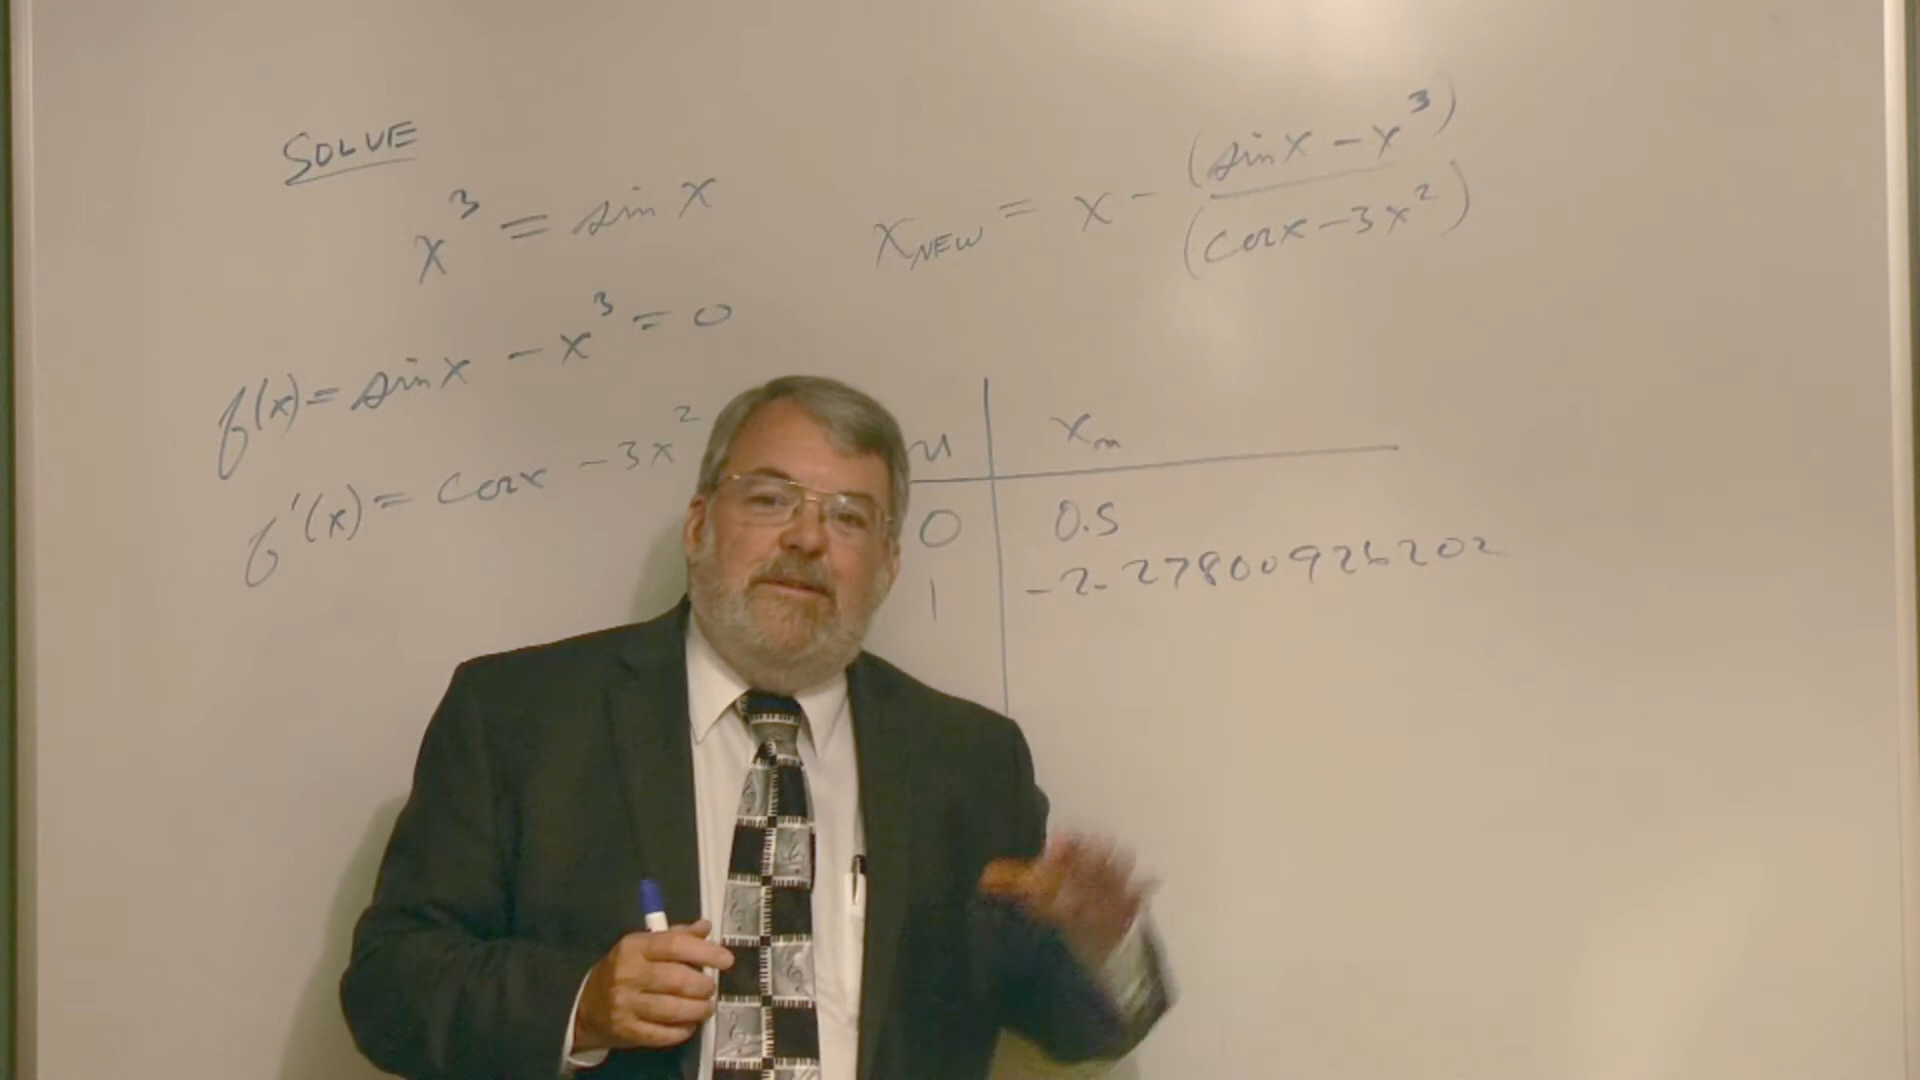 SOLVE
x³ = sin x
f(x) = sin x - x³ = 0
f'(x) = cos x - 3x²
x_NEW = x - (sin x - x³) / (cos x - 3x²)
n x_n
0 0.5
1 -2.27800926202